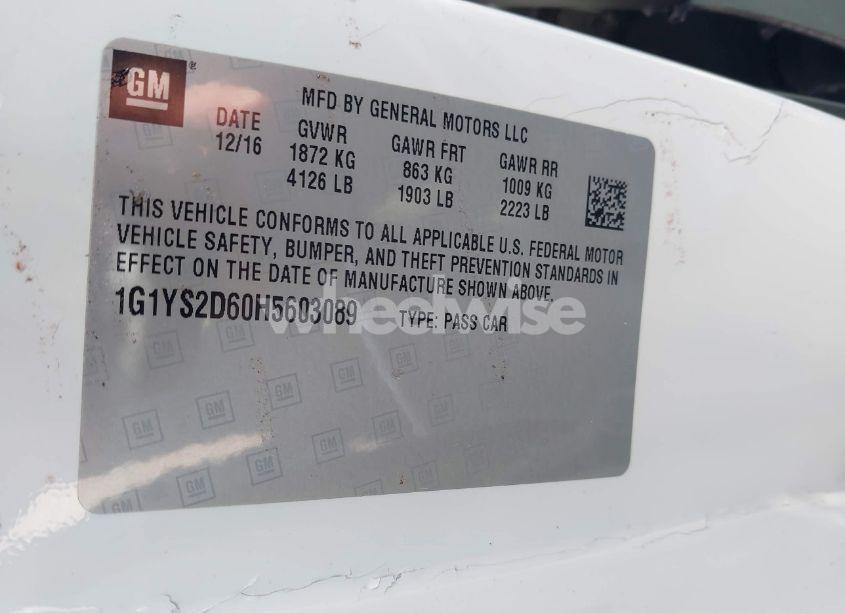 GM
MFD BY GENERAL MOTORS LLC
DATE GVWR GAWR FRT GAWR RR
12/16 1872 KG 863 KG 1009 KG
4126 LB 1903 LB 2223 LB
THIS VEHICLE CONFORMS TO ALL APPLICABLE U.S. FEDERAL MOTOR
VEHICLE SAFETY, BUMPER, AND THEFT PREVENTION STANDARDS IN
EFFECT ON THE DATE OF MANUFACTURE SHOWN ABOVE.
1G1YS2D60H5603089 TYPE: PASS CAR
wheelwise